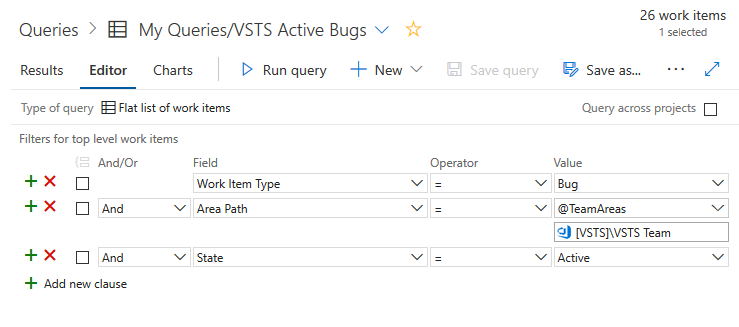 Queries > My Queries/VSTS Active Bugs
26 work items
1 selected
Results Editor Charts Run query New Save query Save as... ...
Type of query Flat list of work items Query across projects
Filters for top level work items
And/Or Field Operator Value
Work Item Type = Bug
And Area Path = @TeamAreas
[VSTS]\VSTS Team
And State = Active
Add new clause